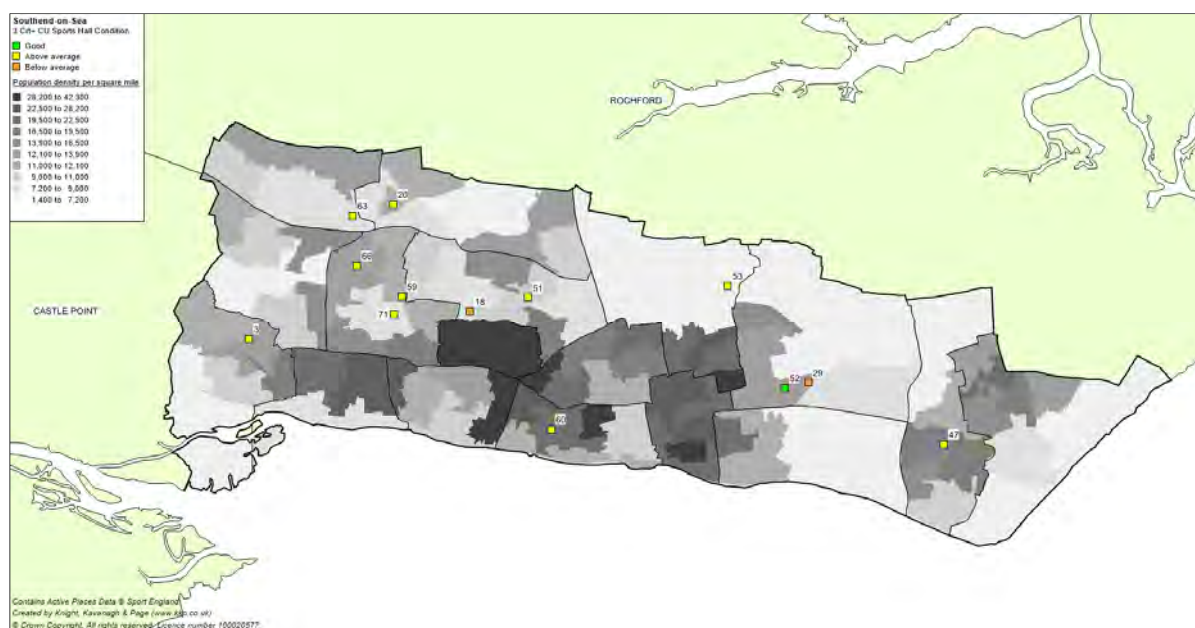 Southend-on-Sea
3 Crt+ CU Sports Hall Condition
Good
Above average
Below average
Population density per square mile
28,200 to 42,300
22,500 to 28,200
19,500 to 22,500
16,500 to 19,500
13,900 to 16,500
12,100 to 13,900
11,000 to 12,100
9,000 to 11,000
7,200 to 9,000
1,400 to 7,200
ROCHFORD
CASTLE POINT
20
63
66
53
59
51
18
71
3
52
29
60
47
Contains Active Places Data © Sport England
Created by Knight, Kavanagh & Page (www.kkp.co.uk)
© Crown Copyright. All rights reserved. Licence number 100020577.